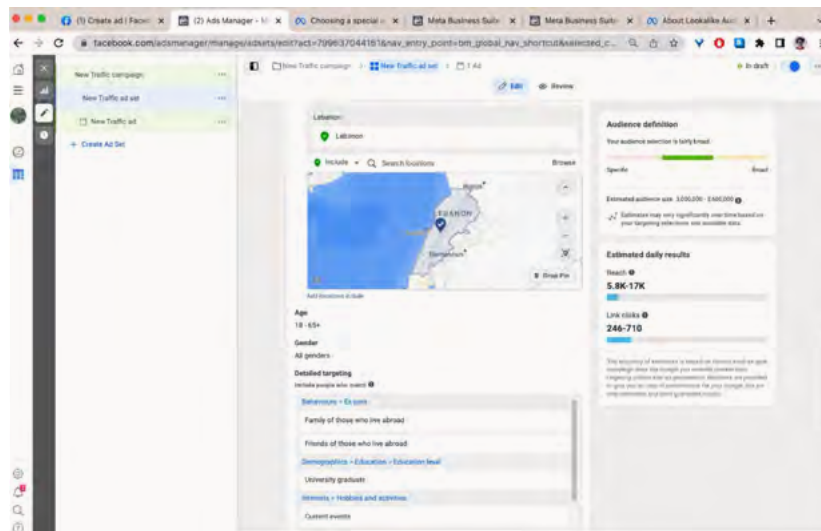 (1) Create ad | Faceb
(2) Ads Manager - M
Choosing a special
Meta Business Suite
Meta Business Suite
About Lookalike Au
facebook.com/adsmanager/manage/adsets/edit?act=799637044161&nav_entry_point=bm_global_nav_shortcut&selected_c...
New Traffic campaign
New Traffic ad set
1 Ad
In draft
New Traffic campaign
New Traffic ad set
New Traffic ad
+ Create Ad Set
Edit
Review
Lebanon
Lebanon
Include
Search locations
Browse
LEBANON
Drop Pin
Age
18 - 65+
Gender
All genders
Detailed targeting
Include people who match
Behaviours > Ex-pats
Family of those who live abroad
Friends of those who live abroad
Demographics > Education > Education level
University graduate
Interests > Hobbies and activities
Current events
Audience definition
Your audience selection is fairly broad.
Specific
Broad
Estimated audience size:
Estimates may vary significantly over time based on
your targeting selections and available data.
Estimated daily results
Reach
5.8K-17K
Link clicks
246-710